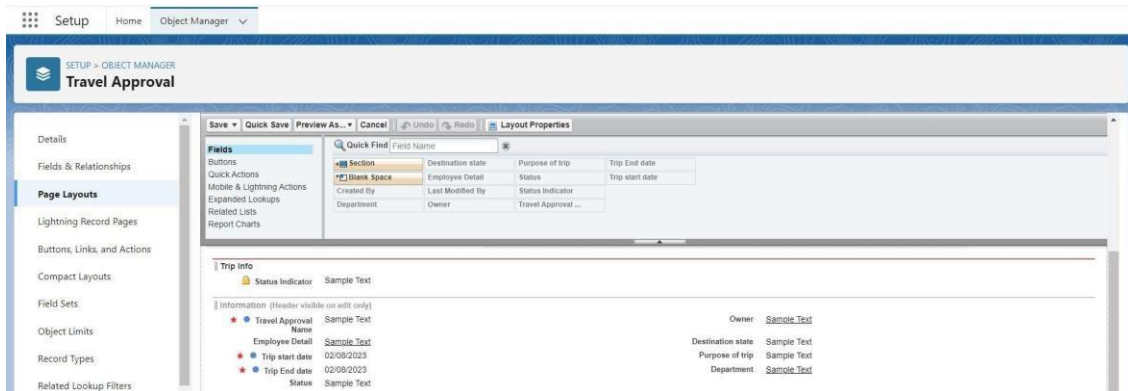 Setup Home Object Manager
SETUP > OBJECT MANAGER
Travel Approval
Details
Fields & Relationships
Page Layouts
Lightning Record Pages
Buttons, Links, and Actions
Compact Layouts
Field Sets
Object Limits
Record Types
Related Lookup Filters
Save Quick Save Preview As... Cancel Undo Redo Layout Properties
Fields
Buttons
Quick Actions
Mobile & Lightning Actions
Expanded Lookups
Related Lists
Report Charts
Quick Find Field Name
Section Destination state Purpose of trip Trip End date
Blank Space Employee Detail Status Trip start date
Created By Last Modified By Status Indicator
Department Owner Travel Approval ...
Trip Info
Status Indicator Sample Text
Information (Header visible on edit only)
Travel Approval Name Sample Text Owner Sample Text
Employee Detail Sample Text Destination state Sample Text
Trip start date 02/08/2023 Purpose of trip Sample Text
Trip End date 02/08/2023 Department Sample Text
Status Sample Text